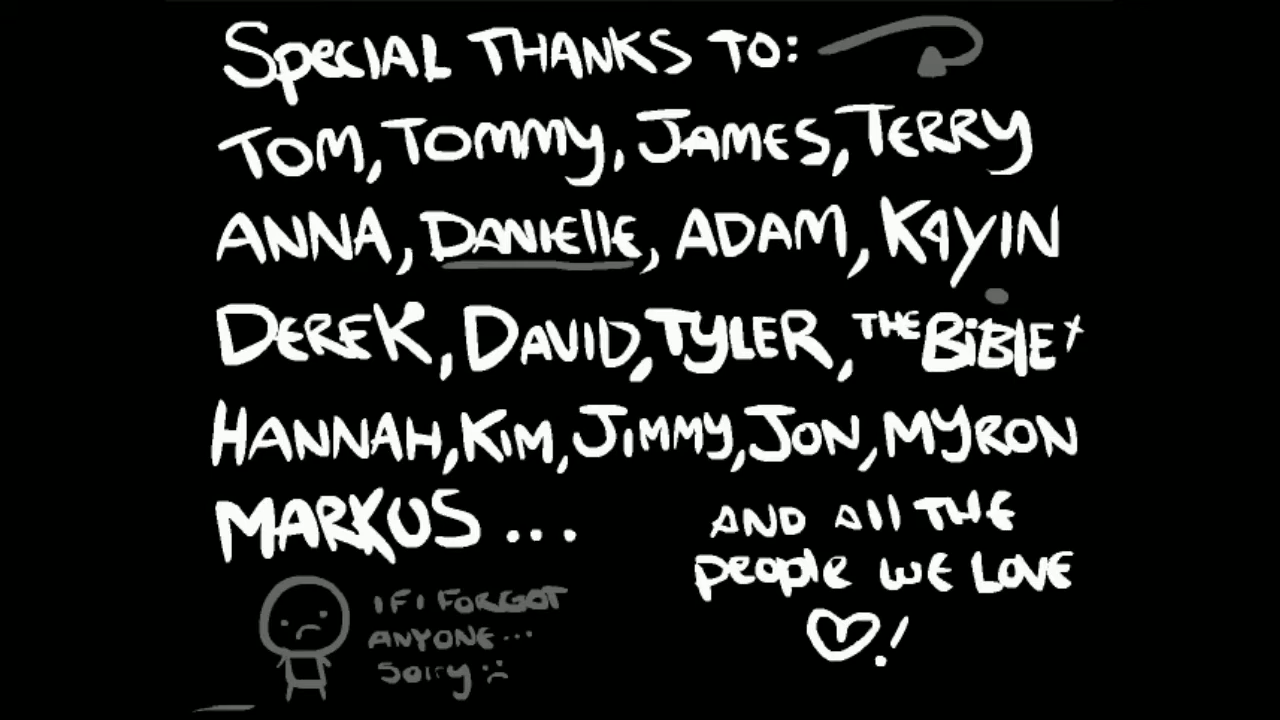 Special THANKS TO:
TOM, TOMMY, JAMES, TERRY
ANNA, DANIElle, ADAM, KAYIN
DEREK, DAVID, TYLER, THE BiBLE
HANNAH, KiM, JiMMY, JON, MYRON
MARKUS...
AND All THE
people WE LOVE
!
IF I FORGOT
ANYONE...
Sorry :(